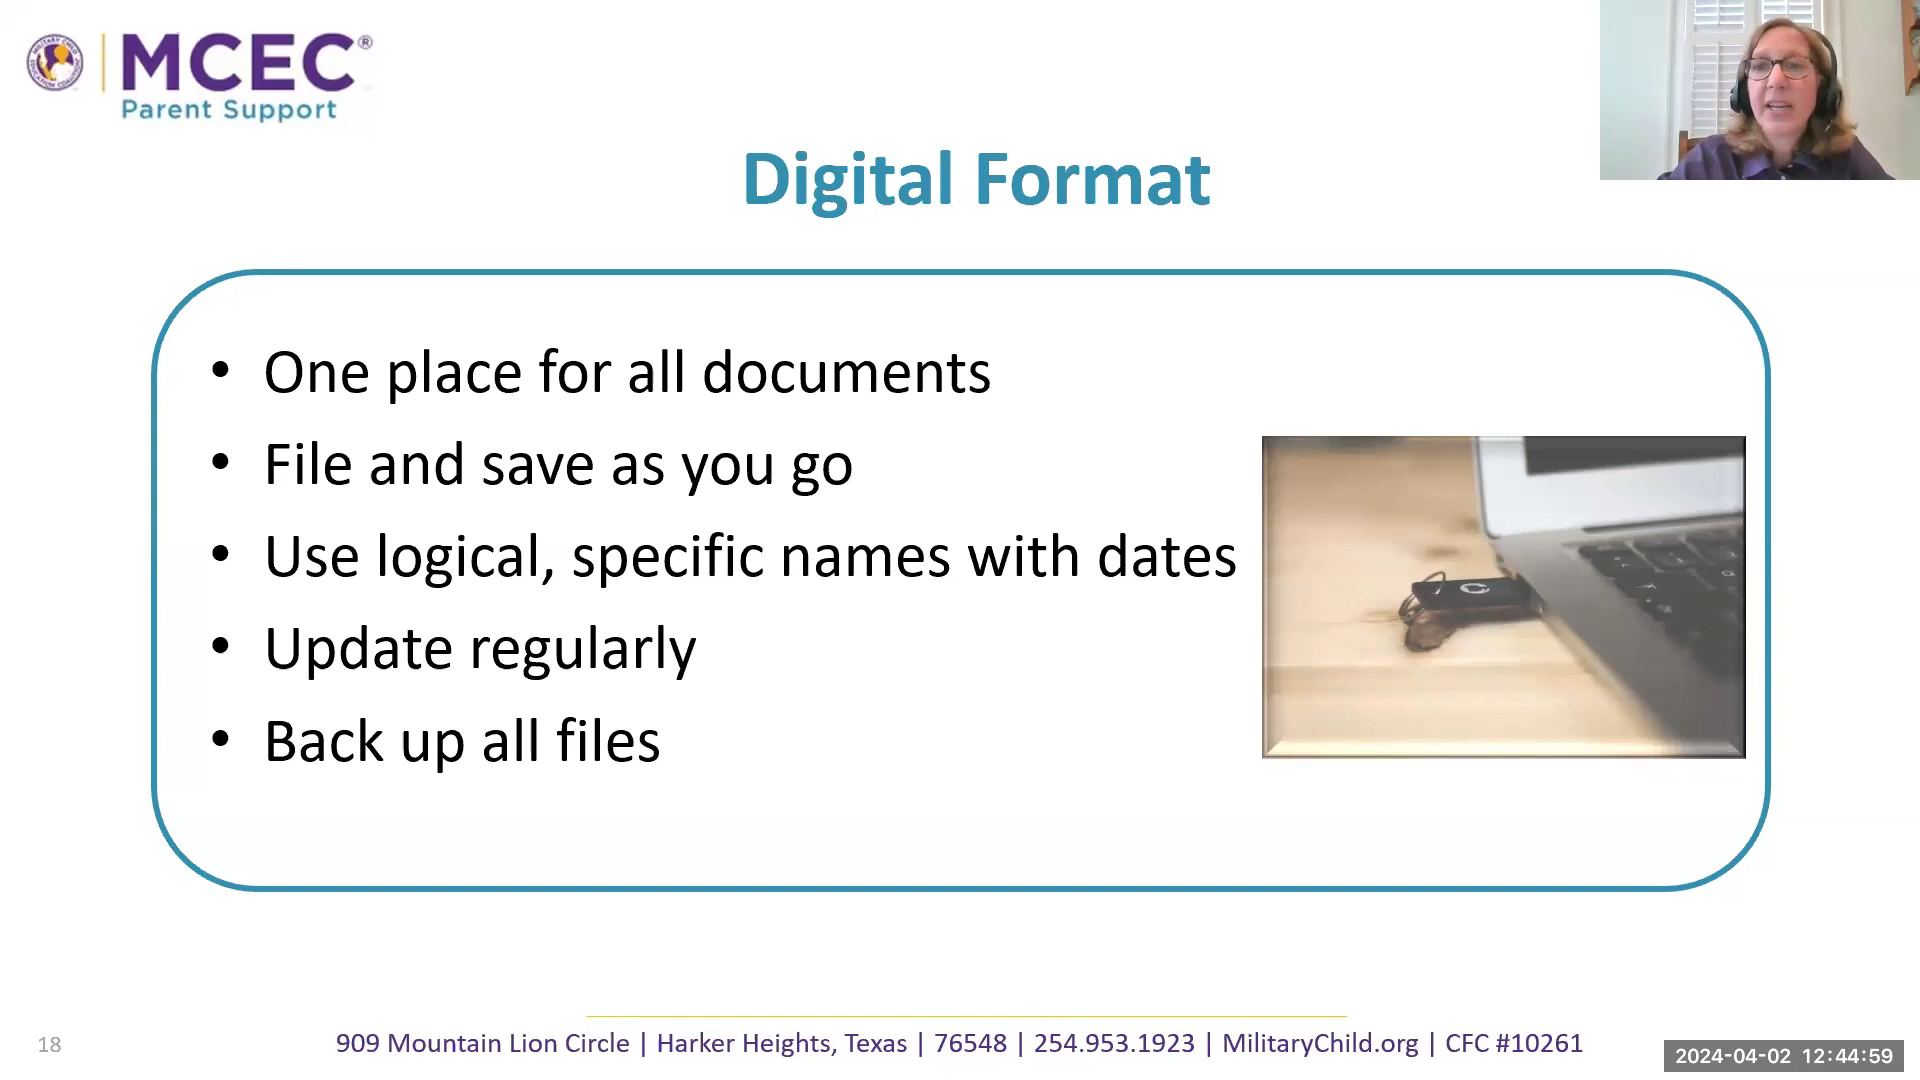 MCEC®
Parent Support
Digital Format
• One place for all documents
• File and save as you go
• Use logical, specific names with dates
• Update regularly
• Back up all files
18
909 Mountain Lion Circle | Harker Heights, Texas | 76548 | 254.953.1923 | MilitaryChild.org | CFC #10261
2024-04-02 12:44:59